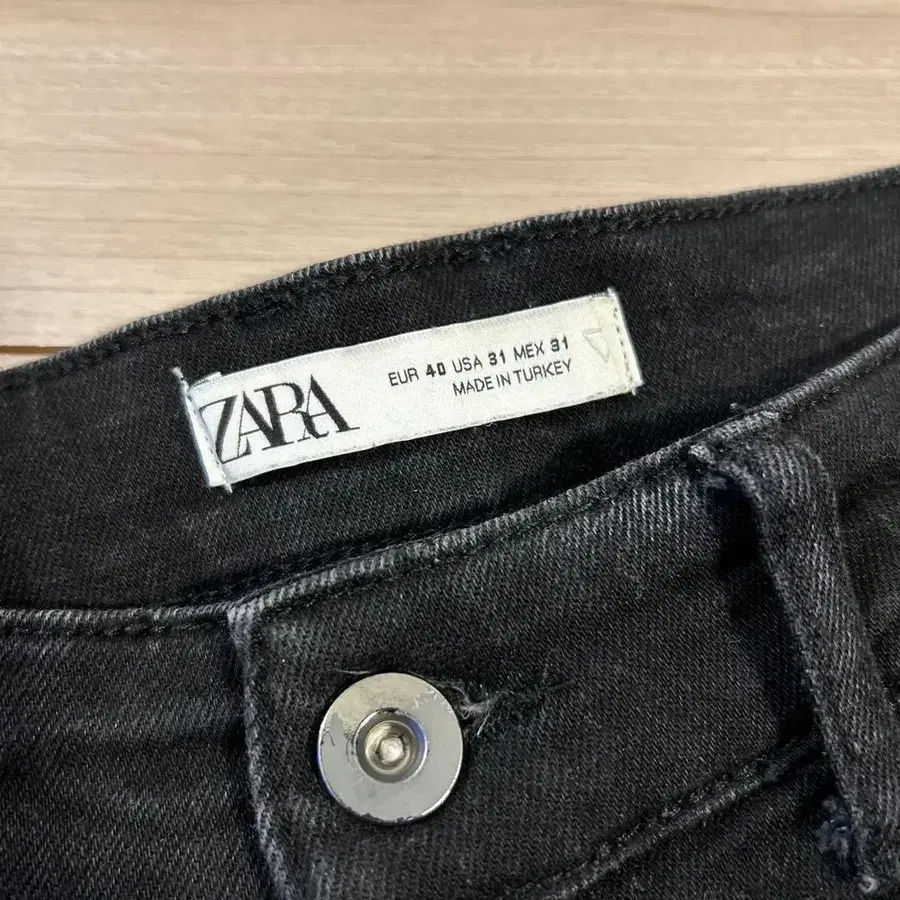 ZARA
EUR 40 USA 31 MEX 31
MADE IN TURKEY